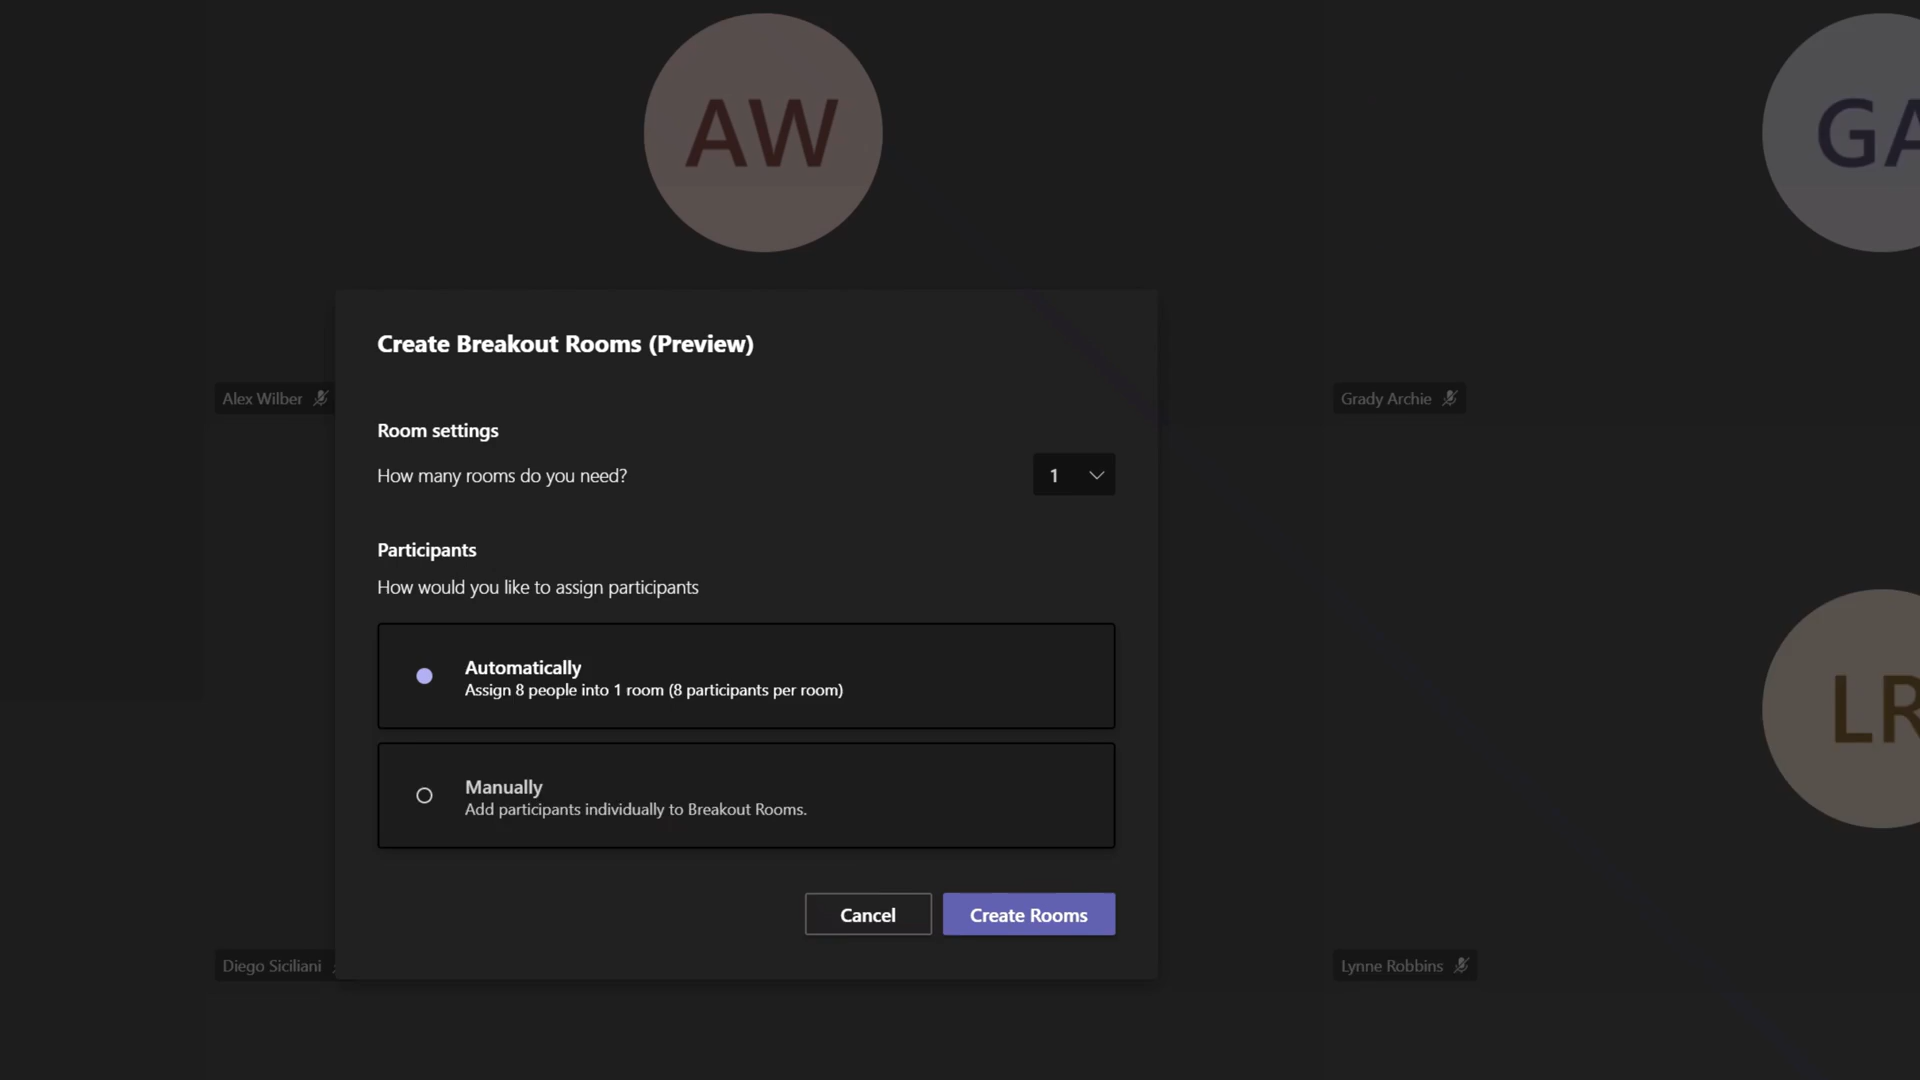 AW
GA
Create Breakout Rooms (Preview)
Alex Wilber
Grady Archie
Room settings
How many rooms do you need?
1
Participants
How would you like to assign participants
Automatically
Assign 8 people into 1 room (8 participants per room)
LR
Manually
Add participants individually to Breakout Rooms.
Cancel
Create Rooms
Diego Siciliani
Lynne Robbins